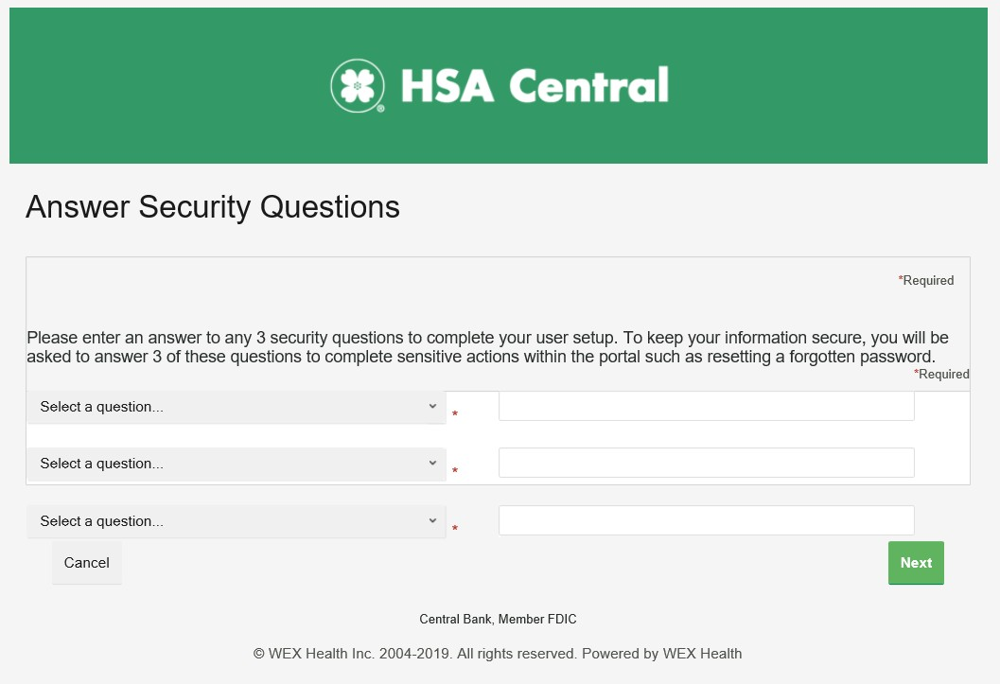 HSA Central
®
Answer Security Questions
*Required
Please enter an answer to any 3 security questions to complete your user setup. To keep your information secure, you will be
asked to answer 3 of these questions to complete sensitive actions within the portal such as resetting a forgotten password.
*Required
Select a question... *
Select a question... *
Select a question... *
Cancel
Next
Central Bank, Member FDIC
© WEX Health Inc. 2004-2019. All rights reserved. Powered by WEX Health